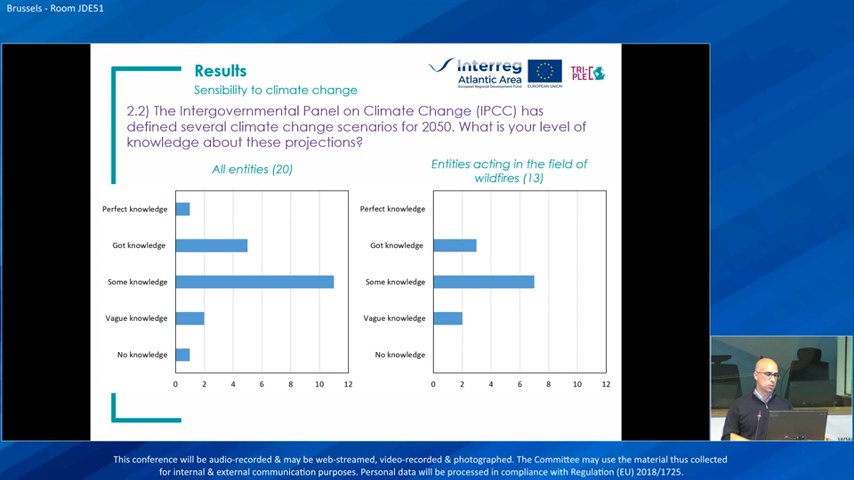 Brussels - Room JDE51
Results
Sensibility to climate change
Interreg
Atlantic Area
European Regional Development Fund
EUROPEAN UNION
TRI-
PLE
2.2) The Intergovernmental Panel on Climate Change (IPCC) has
defined several climate change scenarios for 2050. What is your level of
knowledge about these projections?
All entities (20)
Perfect knowledge
Got knowledge
Some knowledge
Vague knowledge
No knowledge
0 2 4 6 8 10 12
Entities acting in the field of
wildfires (13)
Perfect knowledge
Got knowledge
Some knowledge
Vague knowledge
No knowledge
0 2 4 6 8 10 12
This conference will be audio-recorded & may be web-streamed, video-recorded & photographed. The Committee may use the material thus collected
for internal & external communication purposes. Personal data will be processed in compliance with Regulation (EU) 2018/1725.